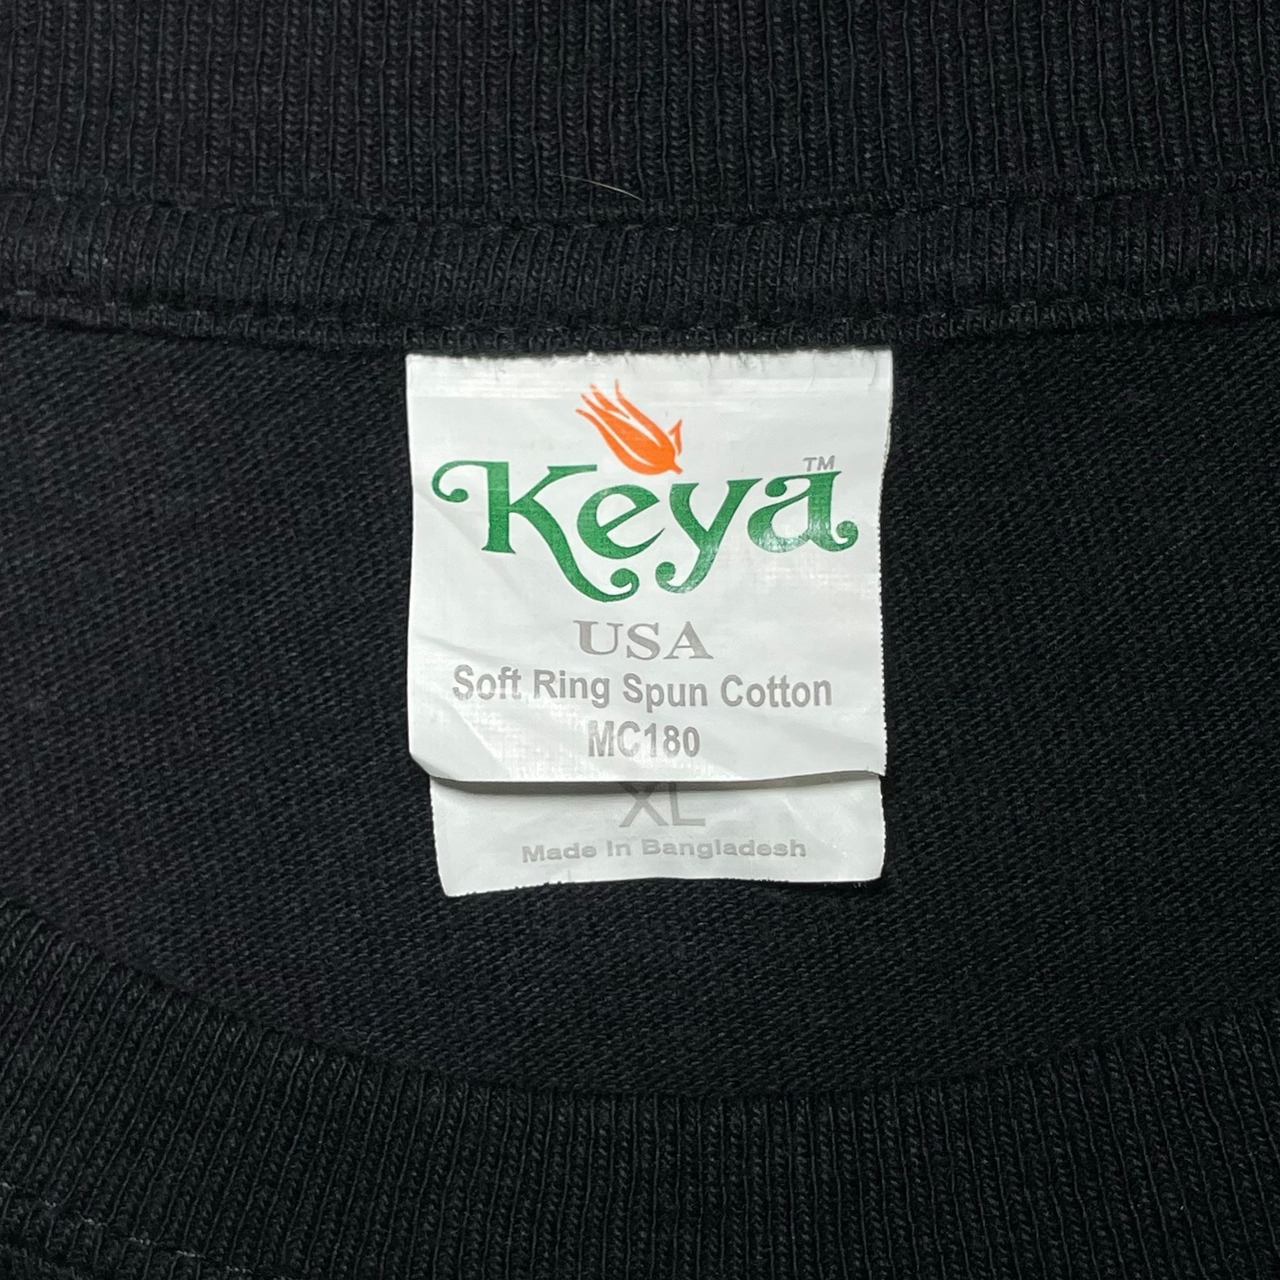 Keya™
USA
Soft Ring Spun Cotton
MC180
XL
Made In Bangladesh